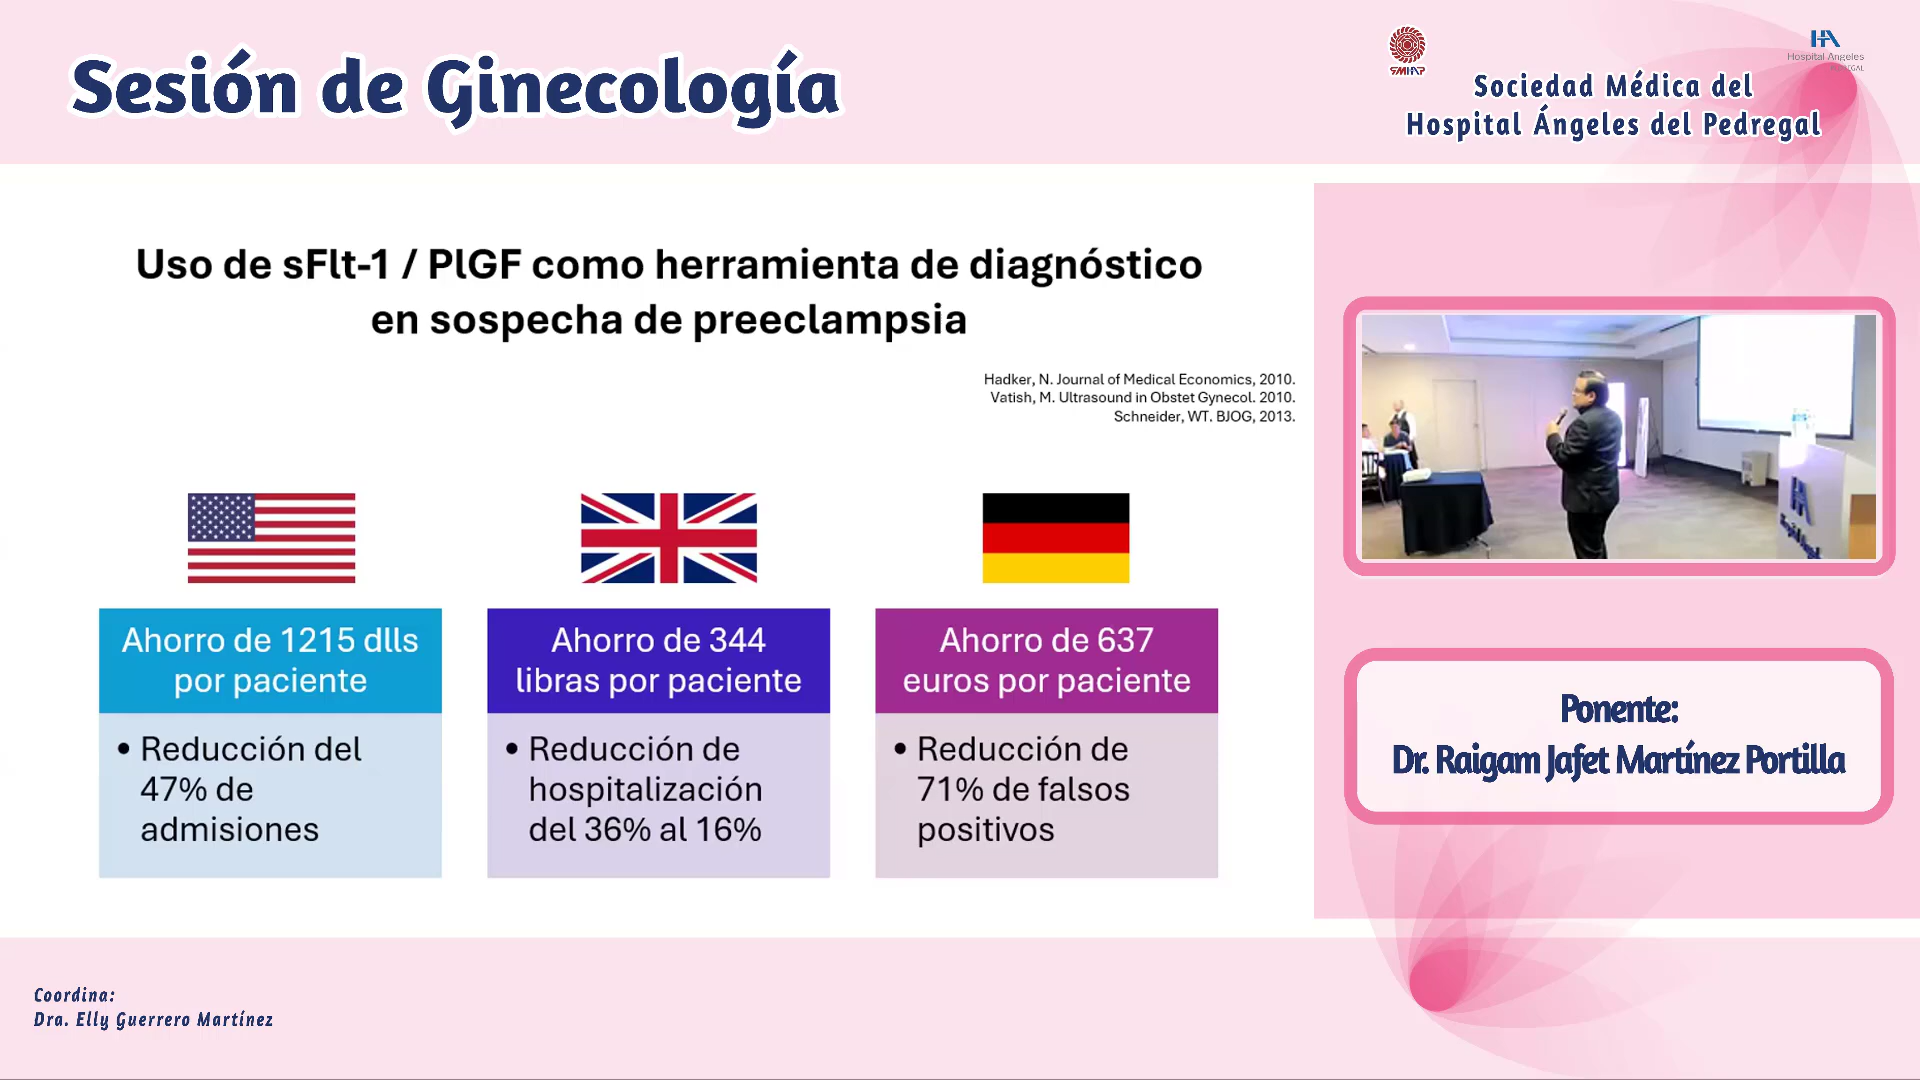 Sesión de Ginecología
SMHAP
HA
Hospital Angeles
Sociedad Médica del
Hospital Ángeles del Pedregal
Uso de sFlt-1 / PlGF como herramienta de diagnóstico
en sospecha de preeclampsia
Hadker, N. Journal of Medical Economics, 2010.
Vatish, M. Ultrasound in Obstet Gynecol. 2010.
Schneider, WT. BJOG, 2013.
Ahorro de 1215 dlls
por paciente
• Reducción del
47% de
admisiones
Ahorro de 344
libras por paciente
• Reducción de
hospitalización
del 36% al 16%
Ahorro de 637
euros por paciente
• Reducción de
71% de falsos
positivos
Ponente:
Dr. Raigam Jafet Martínez Portilla
Coordina:
Dra. Elly Guerrero Martínez